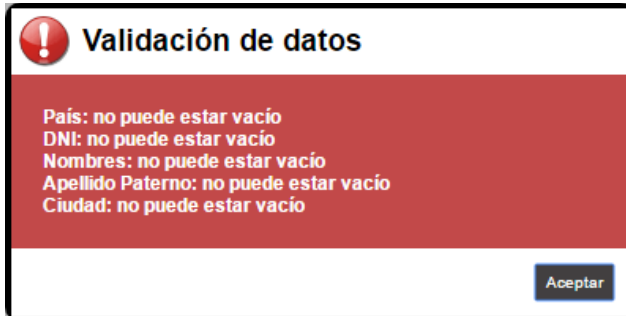 Validación de datos
País: no puede estar vacío
DNI: no puede estar vacío
Nombres: no puede estar vacío
Apellido Paterno: no puede estar vacío
Ciudad: no puede estar vacío
Aceptar